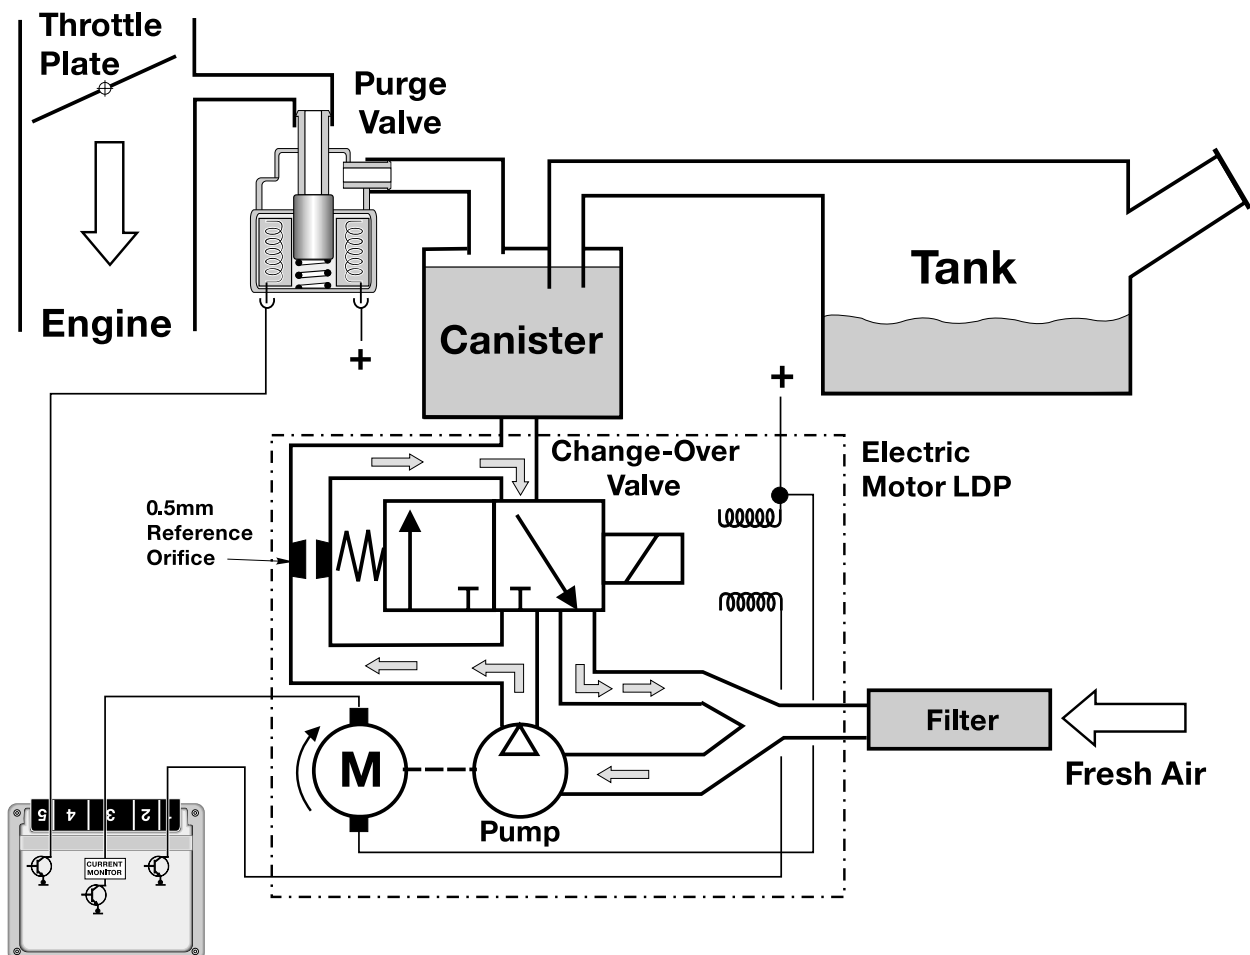 Throttle
Plate
Purge
Valve
Tank
Engine
+
Canister
+
Change-Over
Valve
Electric
Motor LDP
0.5mm
Reference
Orifice
Filter
M
Fresh Air
Pump
5 4 3 2 1
CURRENT
MONITOR